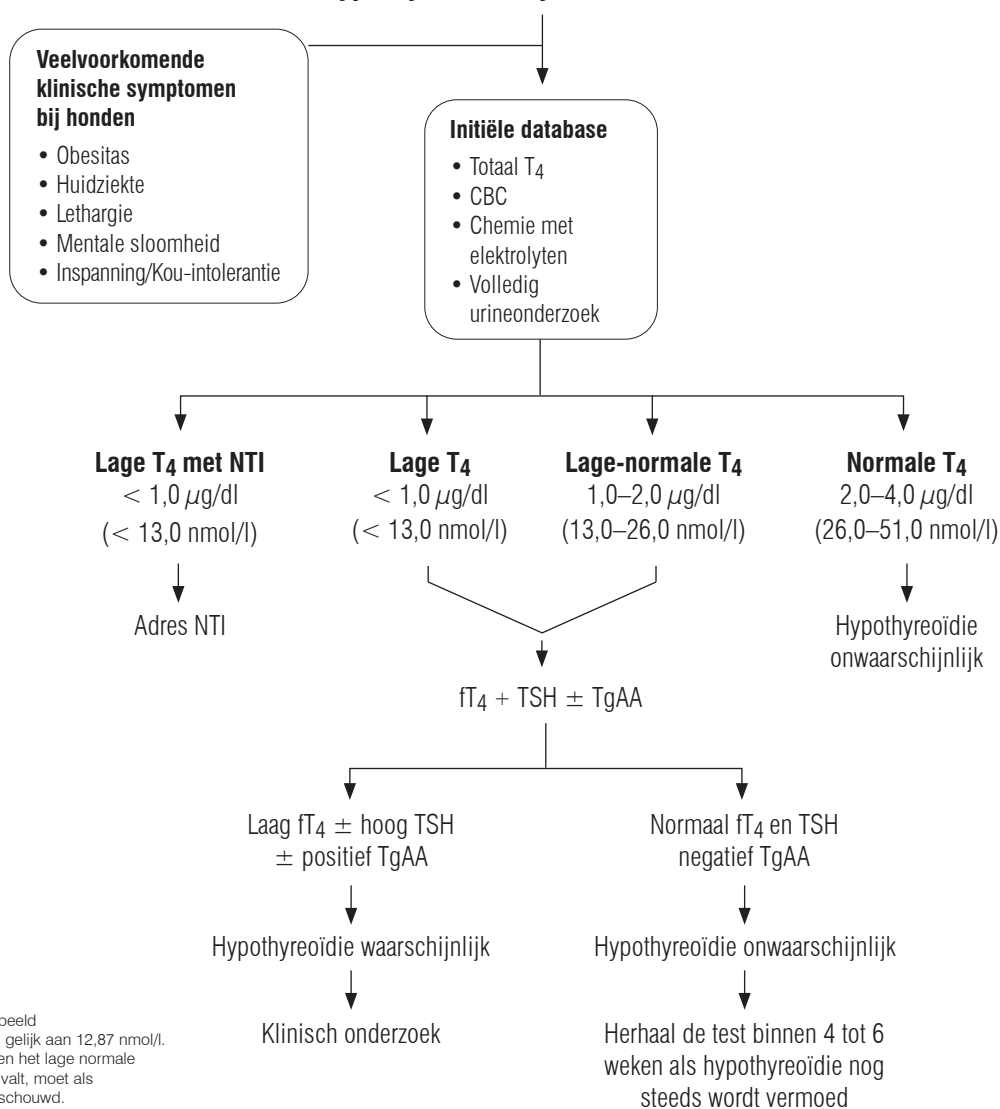 Veelvoorkomende
klinische symptomen
bij honden
• Obesitas
• Huidziekte
• Lethargie
• Mentale sloomheid
• Inspanning/Kou-intolerantie
Initiële database
• Totaal T4
• CBC
• Chemie met
elektrolyten
• Volledig
urineonderzoek
Lage T4 met NTI
< 1,0 µg/dl
(< 13,0 nmol/l)
Adres NTI
Lage T4
< 1,0 µg/dl
(< 13,0 nmol/l)
Lage-normale T4
1,0–2,0 µg/dl
(13,0–26,0 nmol/l)
Normale T4
2,0–4,0 µg/dl
(26,0–51,0 nmol/l)
Hypothyreoïdie
onwaarschijnlijk
fT4 + TSH ± TgAA
Laag fT4 ± hoog TSH
± positief TgAA
Hypothyreoïdie waarschijnlijk
Klinisch onderzoek
Normaal fT4 en TSH
negatief TgAA
Hypothyreoïdie onwaarschijnlijk
Herhaal de test binnen 4 tot 6
weken als hypothyreoïdie nog
steeds wordt vermoed
gelijk aan 12,87 nmol/l.
het lage normale
valt, moet als